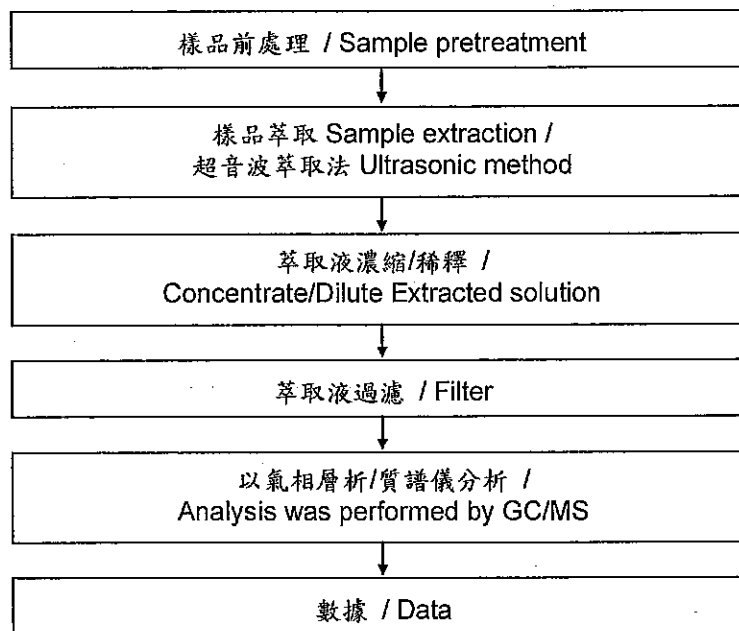 樣品前處理 / Sample pretreatment
樣品萃取 Sample extraction /
超音波萃取法 Ultrasonic method
萃取液濃縮/稀釋 /
Concentrate/Dilute Extracted solution
萃取液過濾 / Filter
以氣相層析/質譜儀分析 /
Analysis was performed by GC/MS
數據 / Data